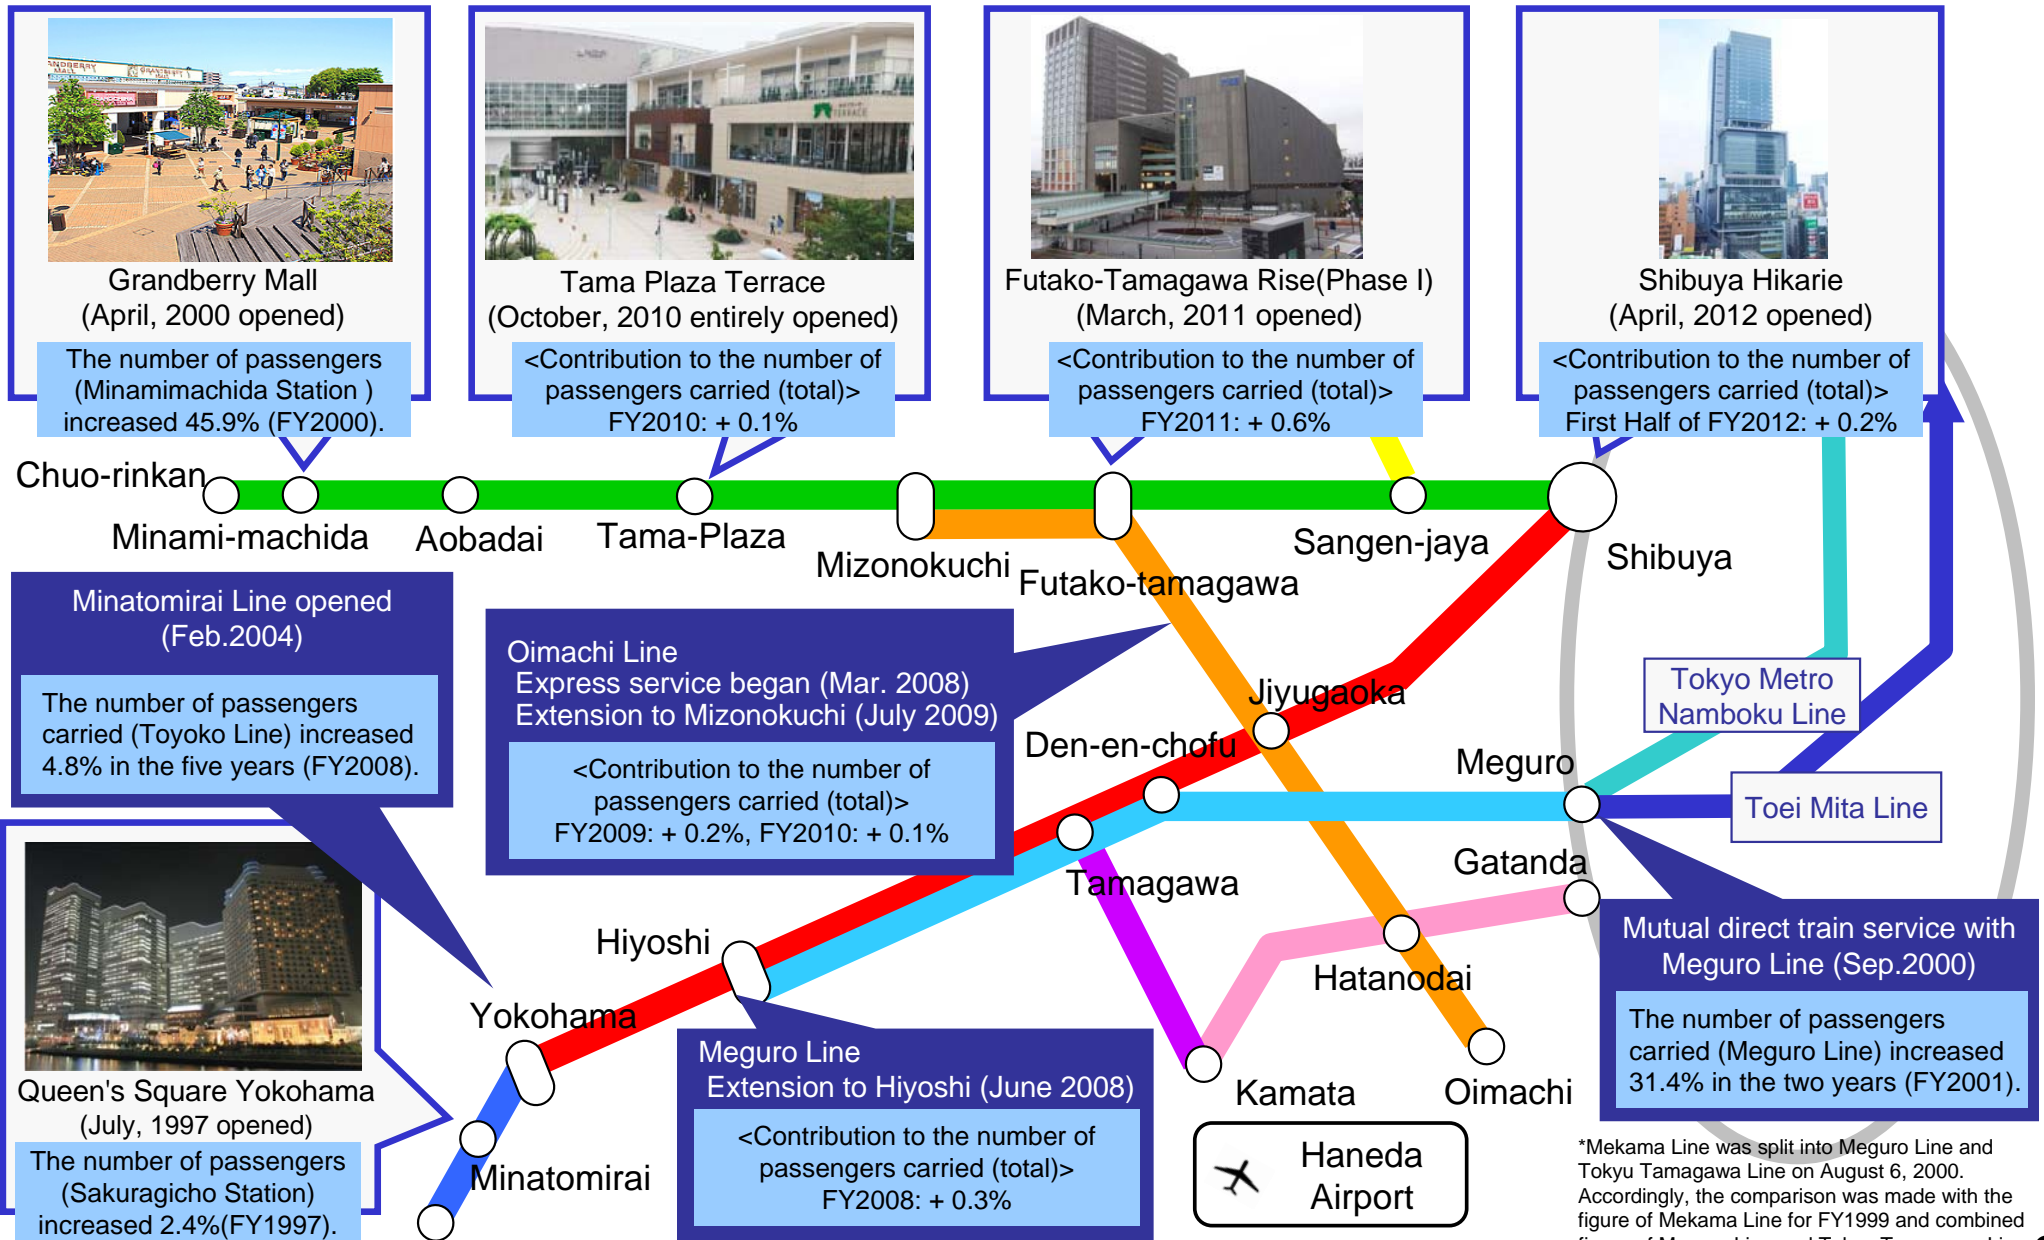 GRANDBERRY
MALL
TERRACE
Grandberry Mall
(April, 2000 opened)
The number of passengers
(Minamimachida Station )
increased 45.9% (FY2000).
Tama Plaza Terrace
(October, 2010 entirely opened)
<Contribution to the number of
passengers carried (total)>
FY2010: + 0.1%
Futako-Tamagawa Rise(Phase I)
(March, 2011 opened)
<Contribution to the number of
passengers carried (total)>
FY2011: + 0.6%
Shibuya Hikarie
(April, 2012 opened)
<Contribution to the number of
passengers carried (total)>
First Half of FY2012: + 0.2%
Chuo-rinkan
Minami-machida
Aobadai
Tama-Plaza
Mizonokuchi
Futako-tamagawa
Sangen-jaya
Shibuya
Minatomirai Line opened
(Feb.2004)
The number of passengers
carried (Toyoko Line) increased
4.8% in the five years (FY2008).
Oimachi Line
Express service began (Mar. 2008)
Extension to Mizonokuchi (July 2009)
<Contribution to the number of
passengers carried (total)>
FY2009: + 0.2%, FY2010: + 0.1%
Jiyugaoka
Den-en-chofu
Tokyo Metro
Namboku Line
Meguro
Toei Mita Line
Gatanda
Tamagawa
Hiyoshi
Hatanodai
Yokohama
Mutual direct train service with
Meguro Line (Sep.2000)
The number of passengers
carried (Meguro Line) increased
31.4% in the two years (FY2001).
Queen's Square Yokohama
(July, 1997 opened)
The number of passengers
(Sakuragicho Station)
increased 2.4%(FY1997).
Meguro Line
Extension to Hiyoshi (June 2008)
<Contribution to the number of
passengers carried (total)>
FY2008: + 0.3%
Kamata
Oimachi
Minatomirai
Haneda
Airport
*Mekama Line was split into Meguro Line and
Tokyu Tamagawa Line on August 6, 2000.
Accordingly, the comparison was made with the
figure of Mekama Line for FY1999 and combined